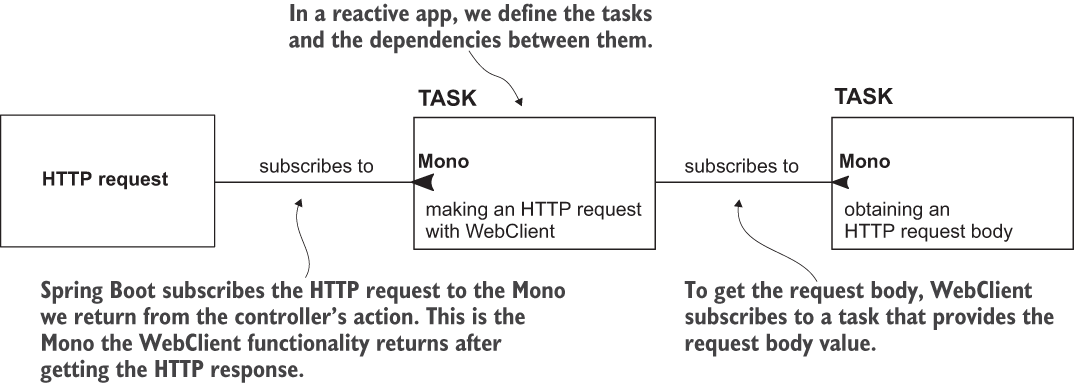 In a reactive app, we define the tasks
and the dependencies between them.
TASK
TASK
HTTP request
subscribes to
Mono
making an HTTP request
with WebClient
subscribes to
Mono
obtaining an
HTTP request body
Spring Boot subscribes the HTTP request to the Mono
we return from the controller's action. This is the
Mono the WebClient functionality returns after
getting the HTTP response.
To get the request body, WebClient
subscribes to a task that provides the
request body value.